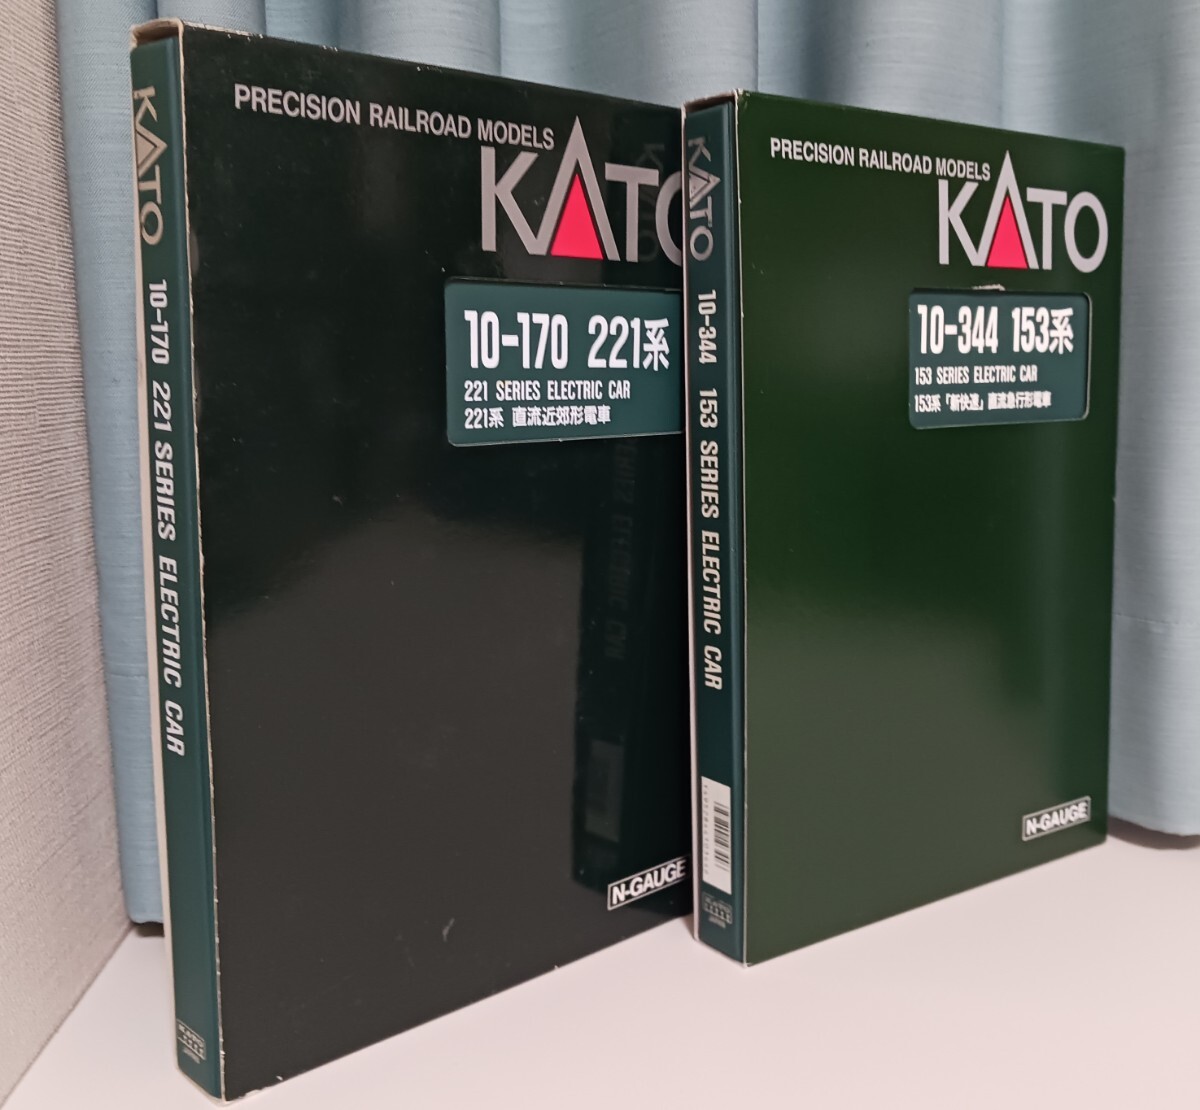 KATO
10-170 221 SERIES ELECTRIC CAR
PRECISION RAILROAD MODELS
KATO
10-170 221系
221 SERIES ELECTRIC CAR
221系 直流近郊形電車
N-GAUGE
KATO
10-344 153 SERIES ELECTRIC CAR
PRECISION RAILROAD MODELS
KATO
10-344 153系
153 SERIES ELECTRIC CAR
153系「新快速」直流急行形電車
N-GAUGE